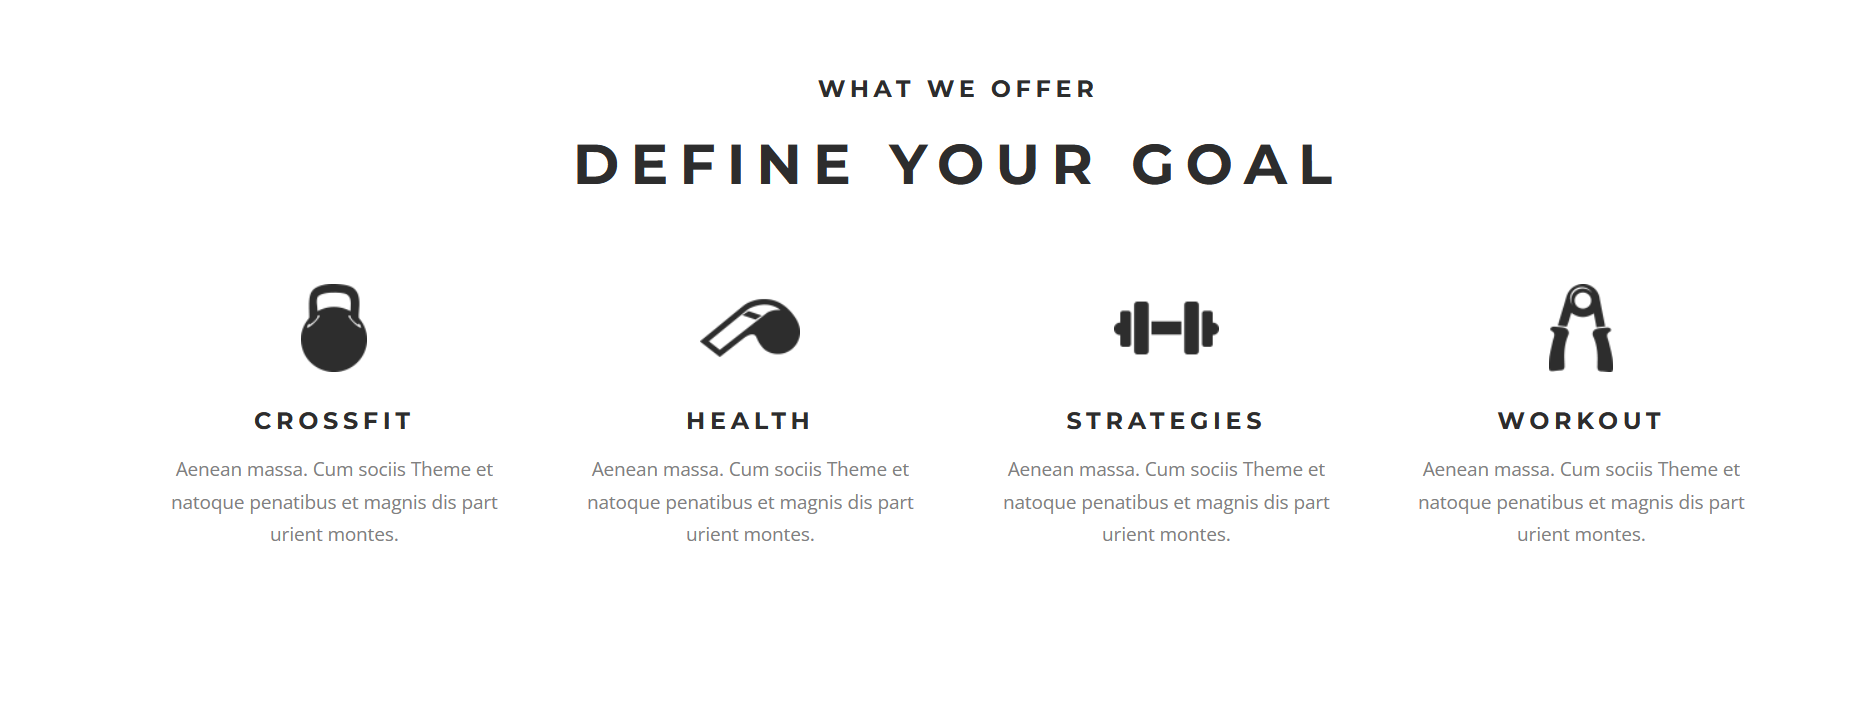 WHAT WE OFFER
DEFINE YOUR GOAL
CROSSFIT
Aenean massa. Cum sociis Theme et
natoque penatibus et magnis dis part
urient montes.
HEALTH
Aenean massa. Cum sociis Theme et
natoque penatibus et magnis dis part
urient montes.
STRATEGIES
Aenean massa. Cum sociis Theme et
natoque penatibus et magnis dis part
urient montes.
WORKOUT
Aenean massa. Cum sociis Theme et
natoque penatibus et magnis dis part
urient montes.